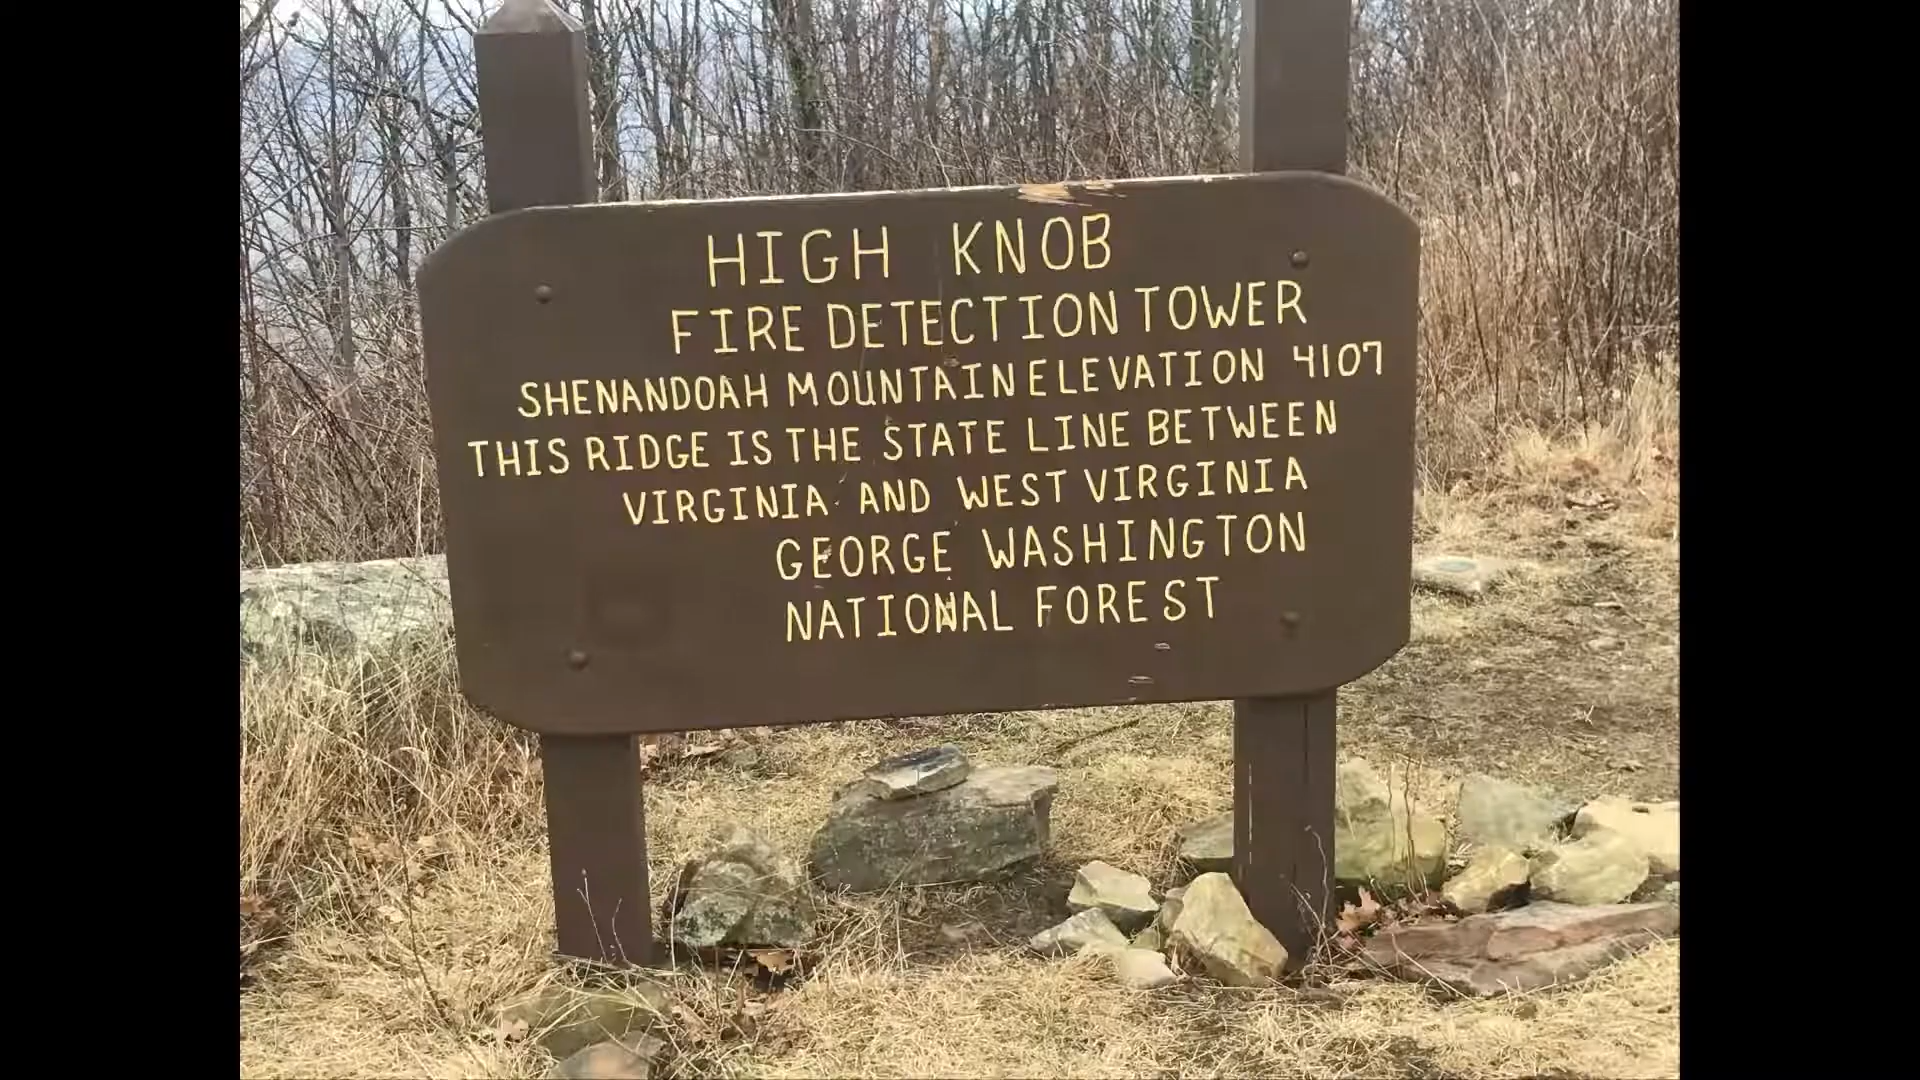 HIGH KNOB
FIRE DETECTION TOWER
SHENANDOAH MOUNTAIN ELEVATION 4107
THIS RIDGE IS THE STATE LINE BETWEEN
VIRGINIA AND WEST VIRGINIA
GEORGE WASHINGTON
NATIONAL FOREST